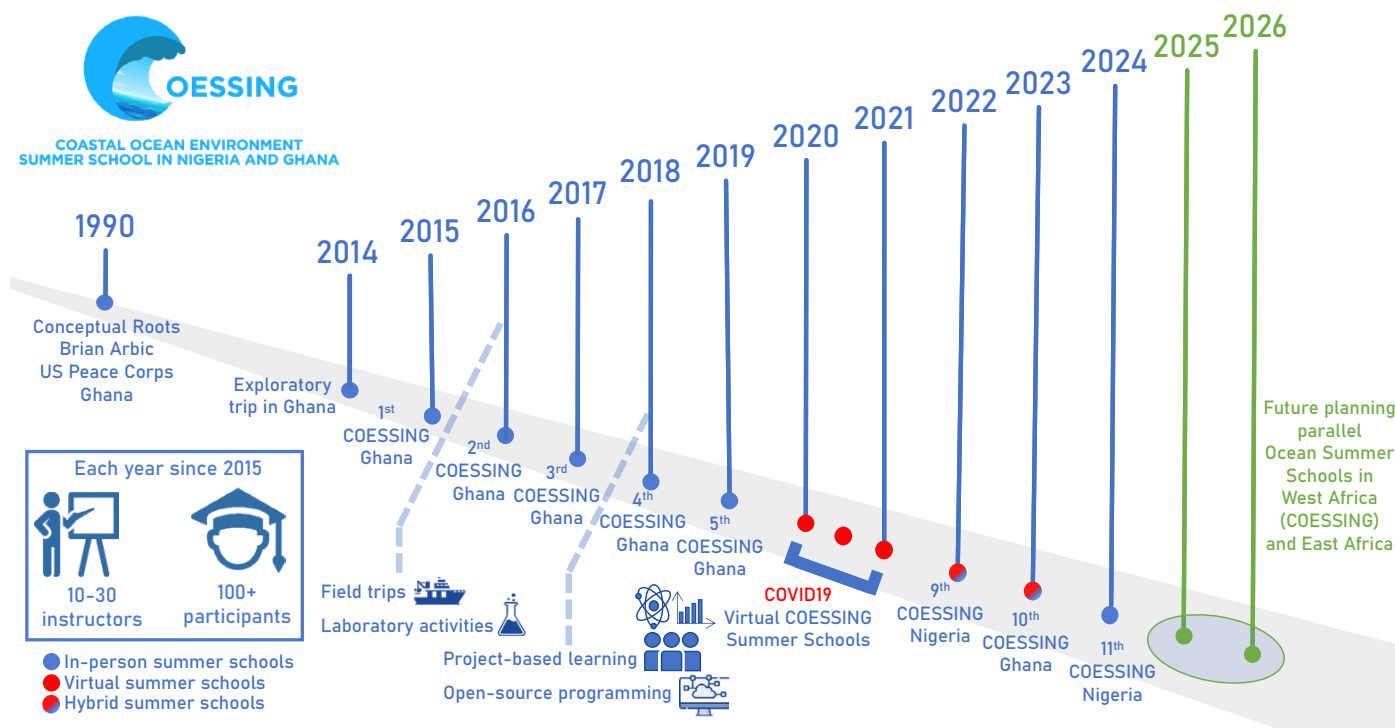 OESSING
COASTAL OCEAN ENVIRONMENT
SUMMER SCHOOL IN NIGERIA AND GHANA
1990
2014
2015
2016
2017
2018
2019
2020
2021
2022
2023
2024
2025
2026
Conceptual Roots
Brian Arbic
US Peace Corps
Ghana
Exploratory
trip in Ghana
1st
COESSING
Ghana
2nd
COESSING
Ghana
3rd
COESSING
Ghana
4th
COESSING
Ghana
5th
COESSING
Ghana
COVID19
Virtual COESSING
Summer Schools
9th
COESSING
Nigeria
10th
COESSING
Ghana
11th
COESSING
Nigeria
Future planning
parallel
Ocean Summer
Schools in
West Africa
(COESSING)
and East Africa
Each year since 2015
10-30
instructors
100+
participants
Field trips
Laboratory activities
Project-based learning
Open-source programming
In-person summer schools
Virtual summer schools
Hybrid summer schools